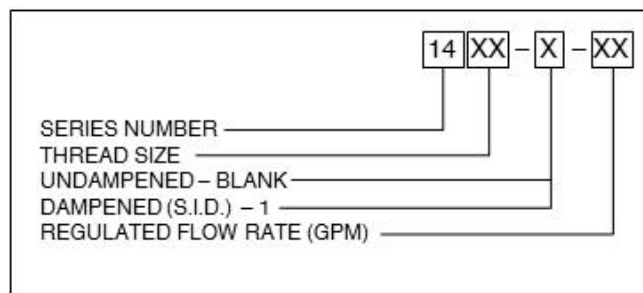 14 XX – X – XX
SERIES NUMBER
THREAD SIZE
UNDAMPENED – BLANK
DAMPENED (S.I.D.) – 1
REGULATED FLOW RATE (GPM)